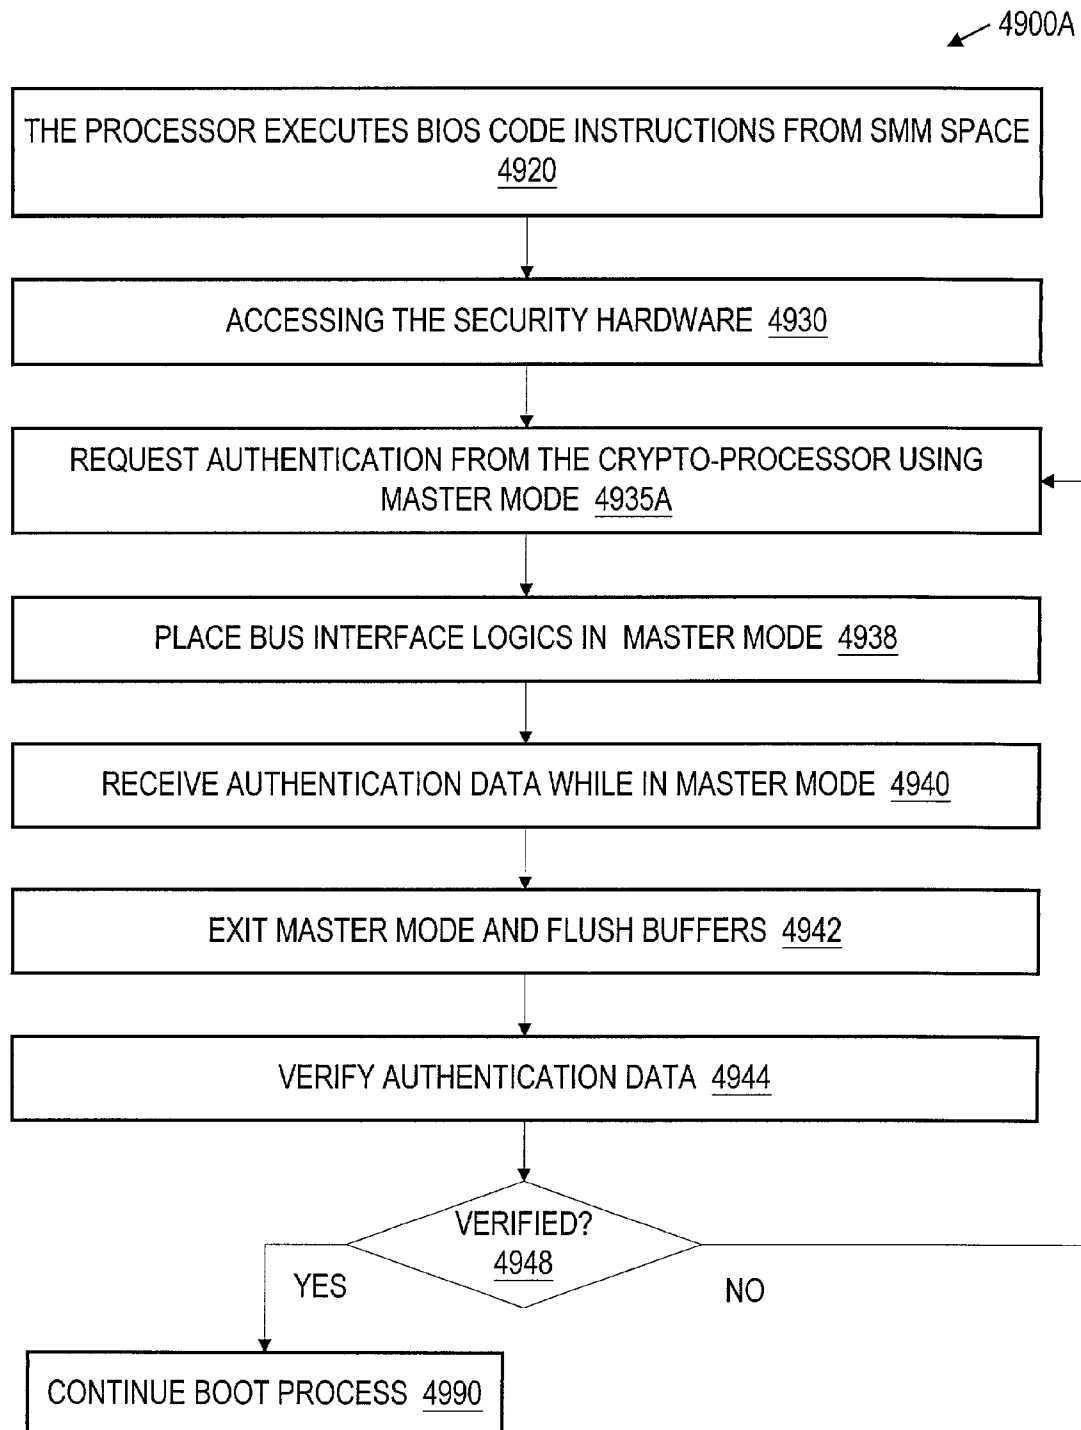 4900A
THE PROCESSOR EXECUTES BIOS CODE INSTRUCTIONS FROM SMM SPACE
4920
ACCESSING THE SECURITY HARDWARE 4930
REQUEST AUTHENTICATION FROM THE CRYPTO-PROCESSOR USING
MASTER MODE 4935A
PLACE BUS INTERFACE LOGICS IN MASTER MODE 4938
RECEIVE AUTHENTICATION DATA WHILE IN MASTER MODE 4940
EXIT MASTER MODE AND FLUSH BUFFERS 4942
VERIFY AUTHENTICATION DATA 4944
VERIFIED?
4948
YES
NO
CONTINUE BOOT PROCESS 4990